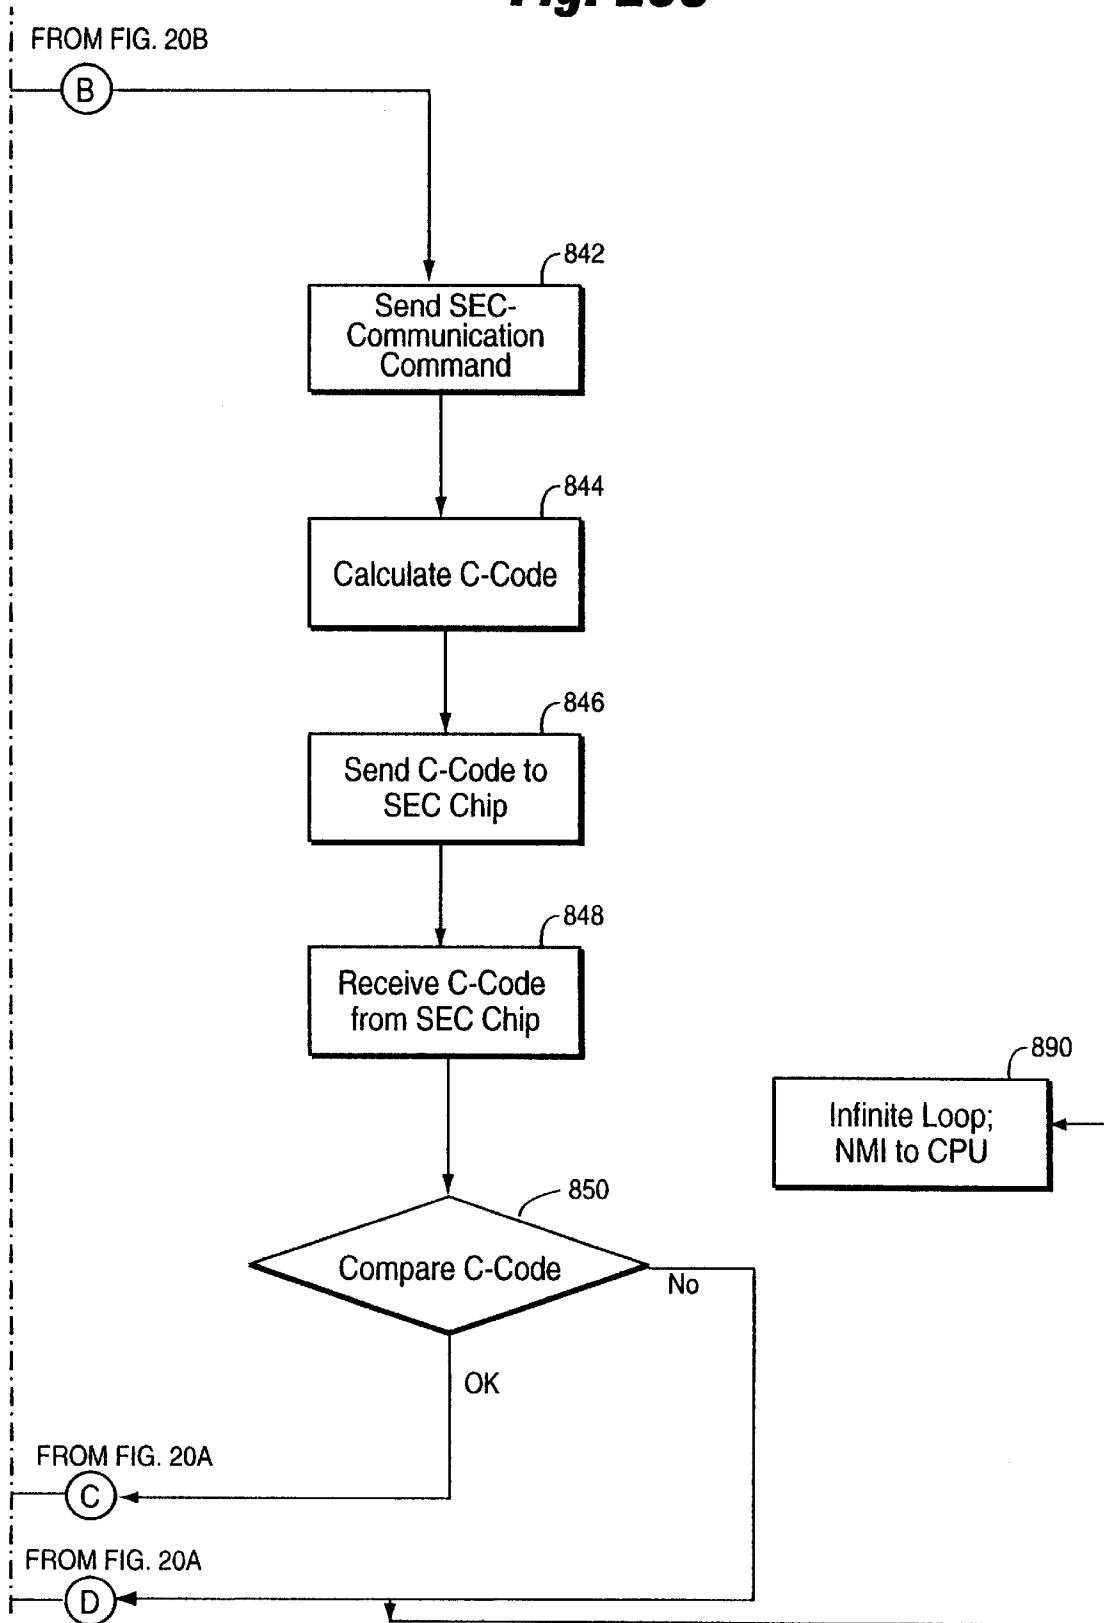 FROM FIG. 20B
B
842
Send SEC-
Communication
Command
844
Calculate C-Code
846
Send C-Code to
SEC Chip
848
Receive C-Code
from SEC Chip
890
Infinite Loop;
NMI to CPU
850
Compare C-Code
No
OK
FROM FIG. 20A
C
FROM FIG. 20A
D